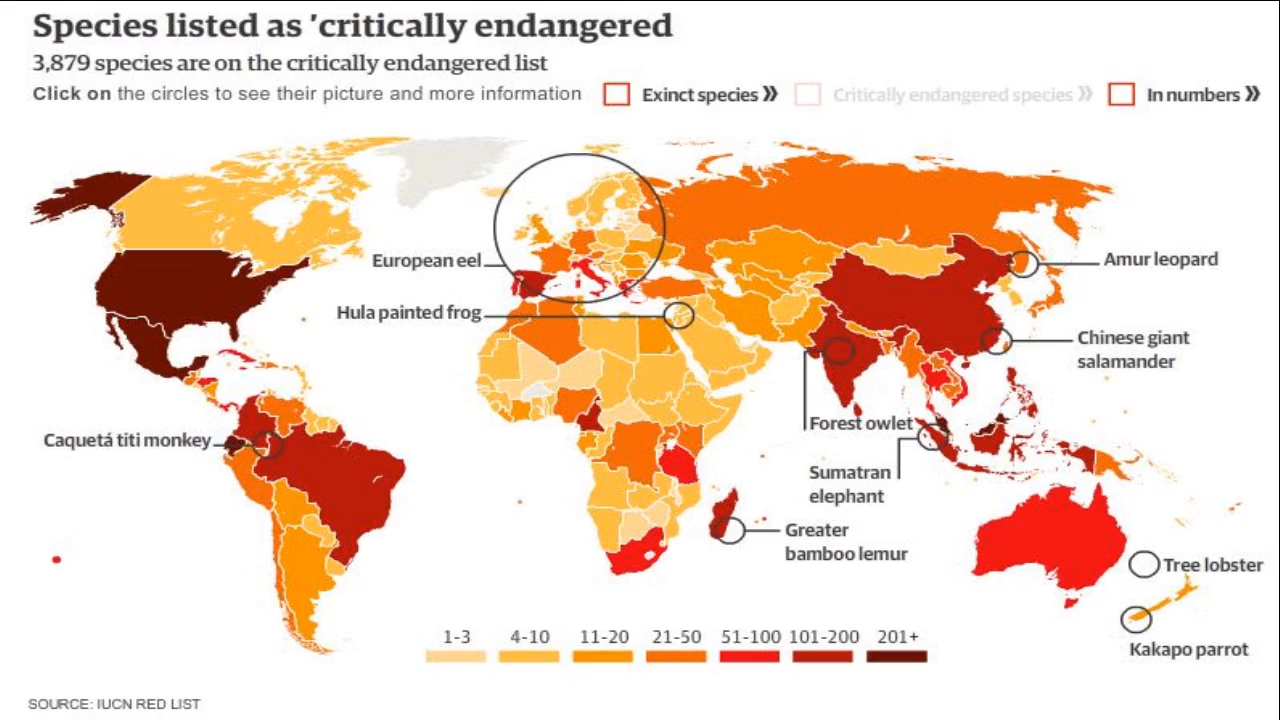 Species listed as 'critically endangered
3,879 species are on the critically endangered list
Click on the circles to see their picture and more information
Exinct species »
Critically endangered species »
In numbers »
European eel
Amur leopard
Hula painted frog
Chinese giant
salamander
Forest owlet
Caquetá titi monkey
Sumatran
elephant
Greater
bamboo lemur
Tree lobster
Kakapo parrot
1-3 4-10 11-20 21-50 51-100 101-200 201+
SOURCE: IUCN RED LIST